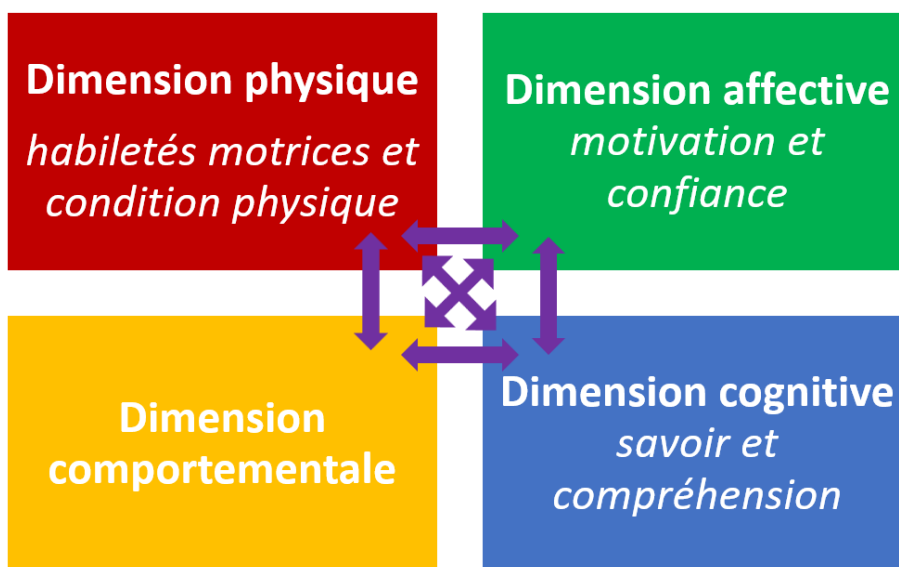 Dimension physique
habiletés motrices et
condition physique
Dimension affective
motivation et
confiance
Dimension
comportementale
Dimension cognitive
savoir et
compréhension